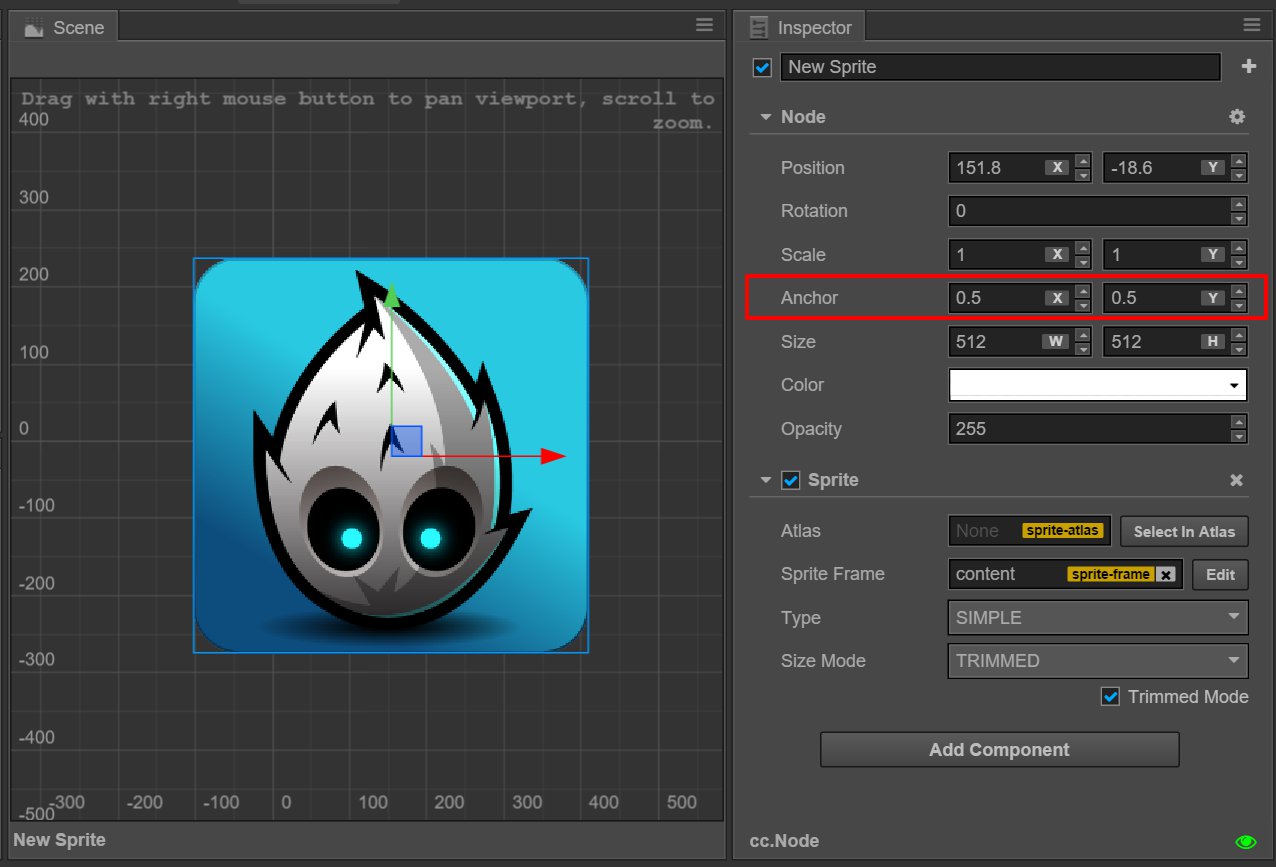 Scene
Drag with right mouse button to pan viewport, scroll to
zoom.
400
300
200
100
0
-100
-200
-300
-400
-500
-300 -200 -100 0 100 200 300 400 500
New Sprite
Inspector
New Sprite
Node
Position 151.8 X -18.6 Y
Rotation 0
Scale 1 X 1 Y
Anchor 0.5 X 0.5 Y
Size 512 W 512 H
Color
Opacity 255
Sprite
Atlas None sprite-atlas Select In Atlas
Sprite Frame content sprite-frame Edit
Type SIMPLE
Size Mode TRIMMED
Trimmed Mode
Add Component
cc.Node